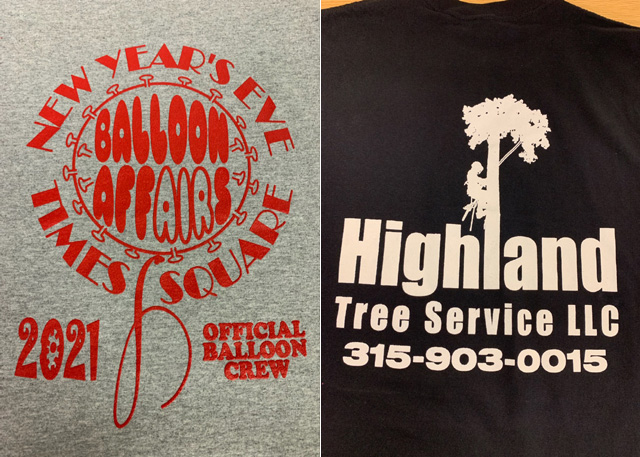 NEW YEAR'S EVE
BALLOON
AFFAIRS
TIMES SQUARE
2021
OFFICIAL
BALLOON
CREW
Highland
Tree Service LLC
315-903-0015